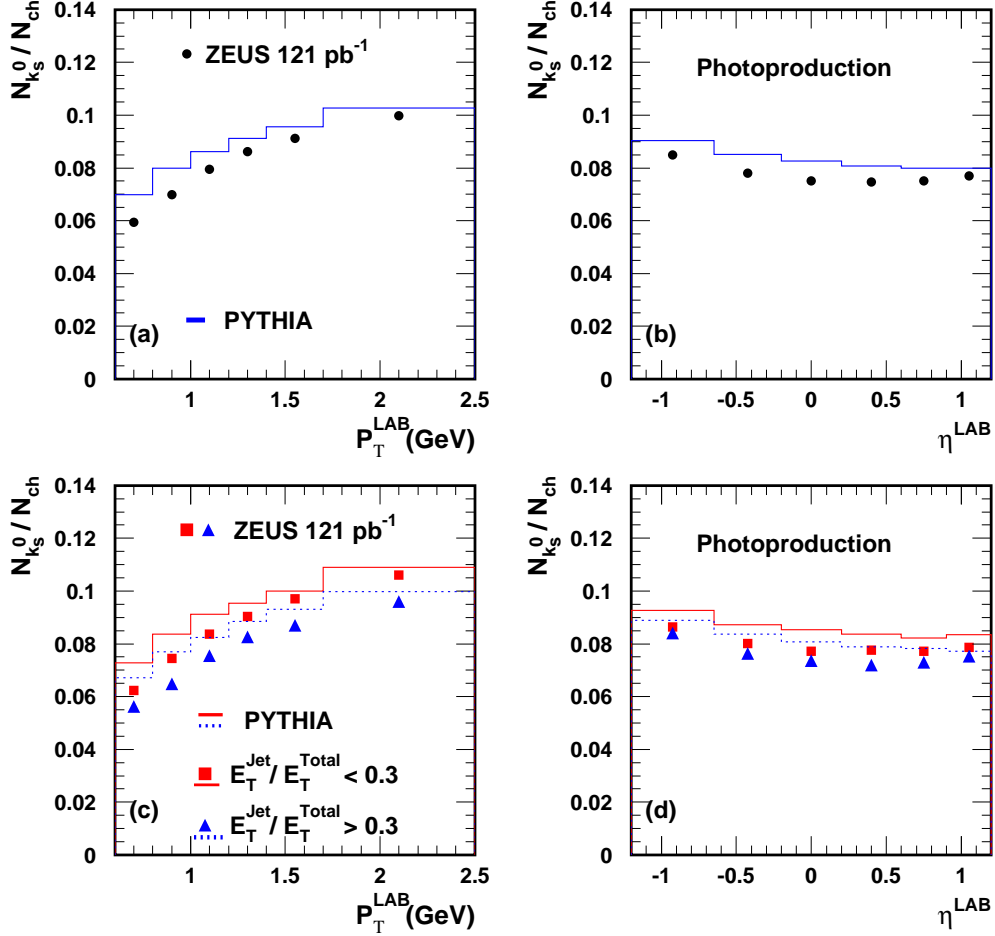 N_{k_S^0} / N_{ch}
0.14
0.12
0.1
0.08
0.06
0.04
0.02
0
ZEUS 121 pb^{-1}
PYTHIA
(a)
1
1.5
2
2.5
P_T^{LAB} (GeV)
N_{k_S^0} / N_{ch}
0.14
0.12
0.1
0.08
0.06
0.04
0.02
0
Photoproduction
(b)
-1
-0.5
0
0.5
1
η^{LAB}
N_{k_S^0} / N_{ch}
0.14
0.12
0.1
0.08
0.06
0.04
0.02
0
ZEUS 121 pb^{-1}
PYTHIA
E_T^{Jet} / E_T^{Total} < 0.3
E_T^{Jet} / E_T^{Total} > 0.3
(c)
1
1.5
2
2.5
P_T^{LAB} (GeV)
N_{k_S^0} / N_{ch}
0.14
0.12
0.1
0.08
0.06
0.04
0.02
0
Photoproduction
(d)
-1
-0.5
0
0.5
1
η^{LAB}